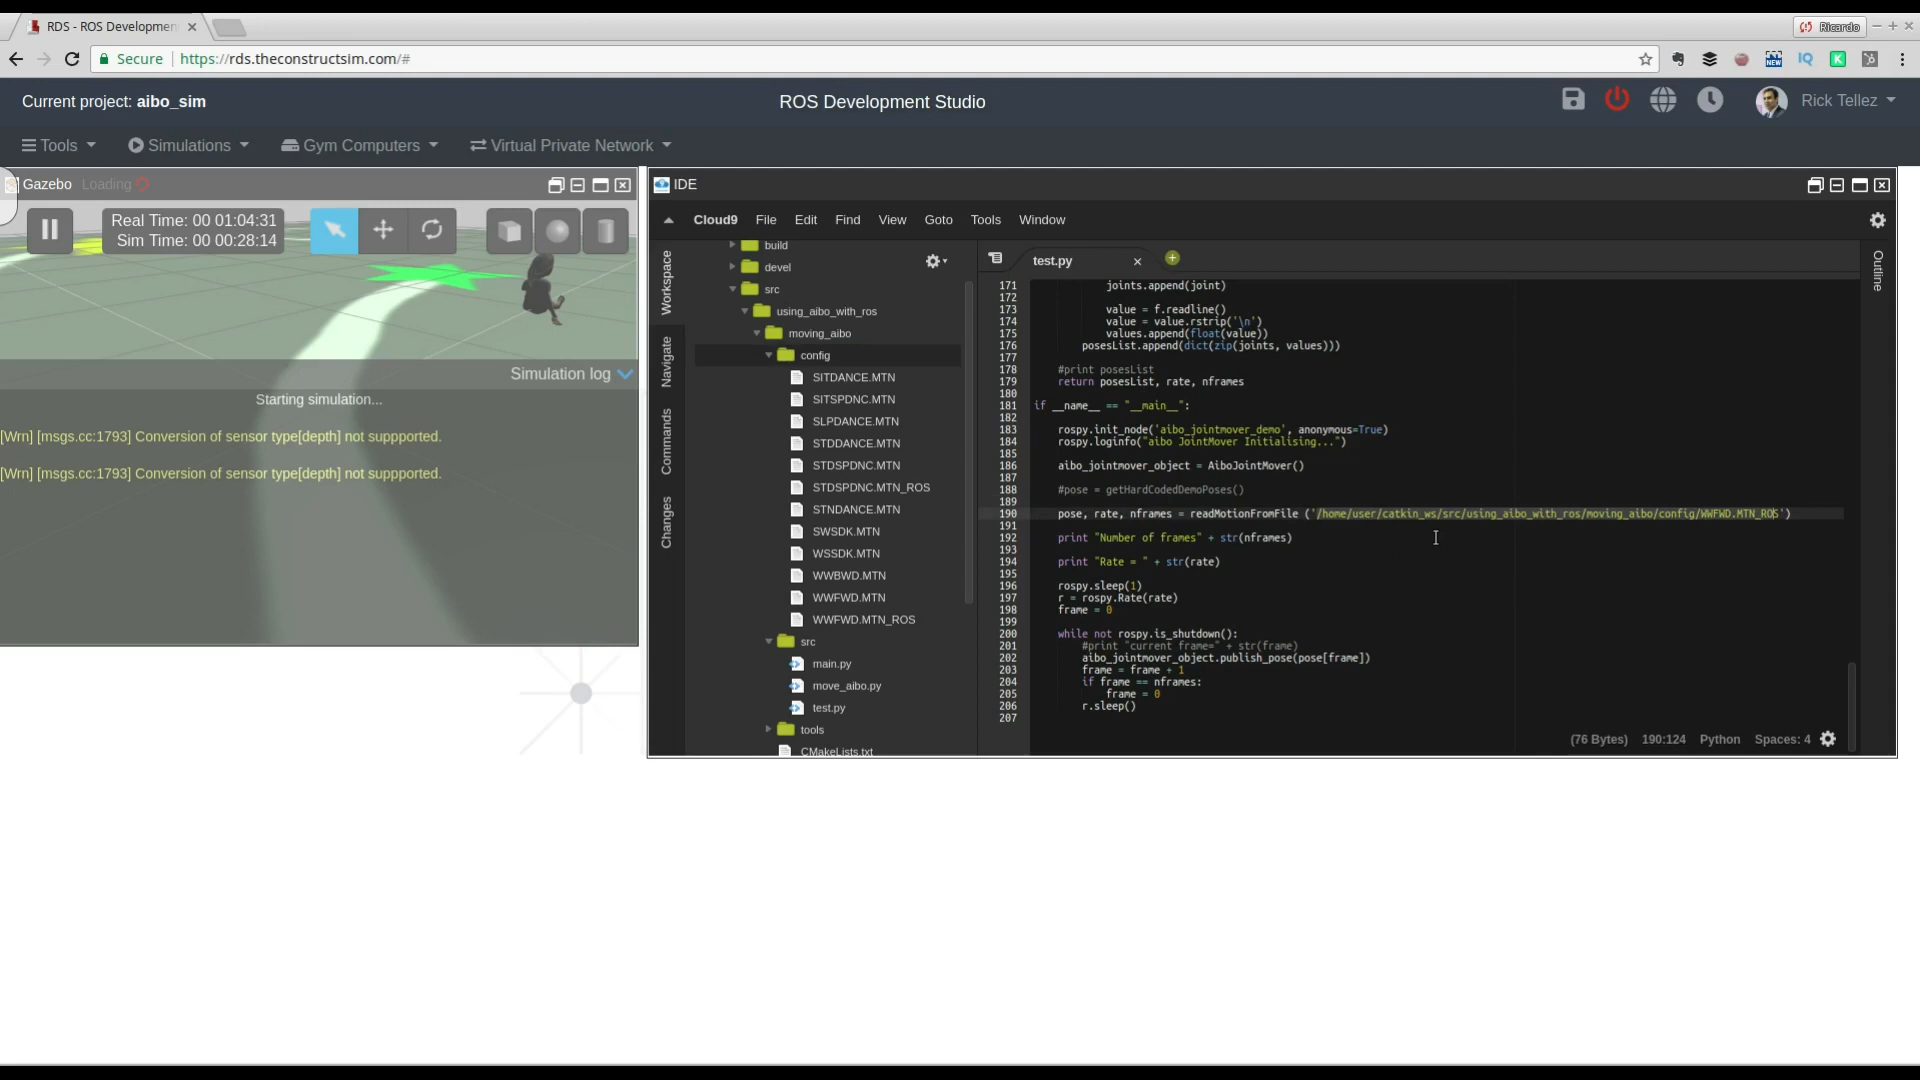 RDS - ROS Developmen
Ricardo
Secure https://rds.theconstructsim.com/#
Current project: aibo_sim
ROS Development Studio
Rick Tellez
Tools
Simulations
Gym Computers
Virtual Private Network
Gazebo Loading
Real Time: 00 01:04:31
Sim Time: 00 00:28:14
Simulation log
Starting simulation...
[Wrn] [msgs.cc:1793] Conversion of sensor type[depth] not suppported.
[Wrn] [msgs.cc:1793] Conversion of sensor type[depth] not suppported.
IDE
Cloud9 File Edit Find View Goto Tools Window
Workspace
Navigate
Commands
Changes
build
devel
src
using_aibo_with_ros
moving_aibo
config
SITDANCE.MTN
SITSPDNC.MTN
SLPDANCE.MTN
STDDANCE.MTN
STDSPDNC.MTN
STDSPDNC.MTN_ROS
STNDANCE.MTN
SWSDK.MTN
WSSDK.MTN
WWBWD.MTN
WWFWD.MTN
WWFWD.MTN_ROS
src
main.py
move_aibo.py
test.py
tools
CMakeLists.txt
test.py
Outline
171 joints.append(joint)
172
173 value = f.readline()
174 value = value.rstrip('\n')
175 values.append(float(value))
176 posesList.append(dict(zip(joints, values)))
177
178 #print posesList
179 return posesList, rate, nframes
180
181 if __name__ == "__main__":
182
183 rospy.init_node('aibo_jointmover_demo', anonymous=True)
184 rospy.loginfo("aibo JointMover Initialising...")
185
186 aibo_jointmover_object = AiboJointMover()
187
188 #pose = getHardCodedDemoPoses()
189
190 pose, rate, nframes = readMotionFromFile ('/home/user/catkin_ws/src/using_aibo_with_ros/moving_aibo/config/WWFWD.MTN_ROS')
191
192 print "Number of frames" + str(nframes)
193
194 print "Rate = " + str(rate)
195
196 rospy.sleep(1)
197 r = rospy.Rate(rate)
198 frame = 0
199
200 while not rospy.is_shutdown():
201 #print "current frame=" + str(frame)
202 aibo_jointmover_object.publish_pose(pose[frame])
203 frame = frame + 1
204 if frame == nframes:
205 frame = 0
206 r.sleep()
207
(76 Bytes) 190:124 Python Spaces: 4